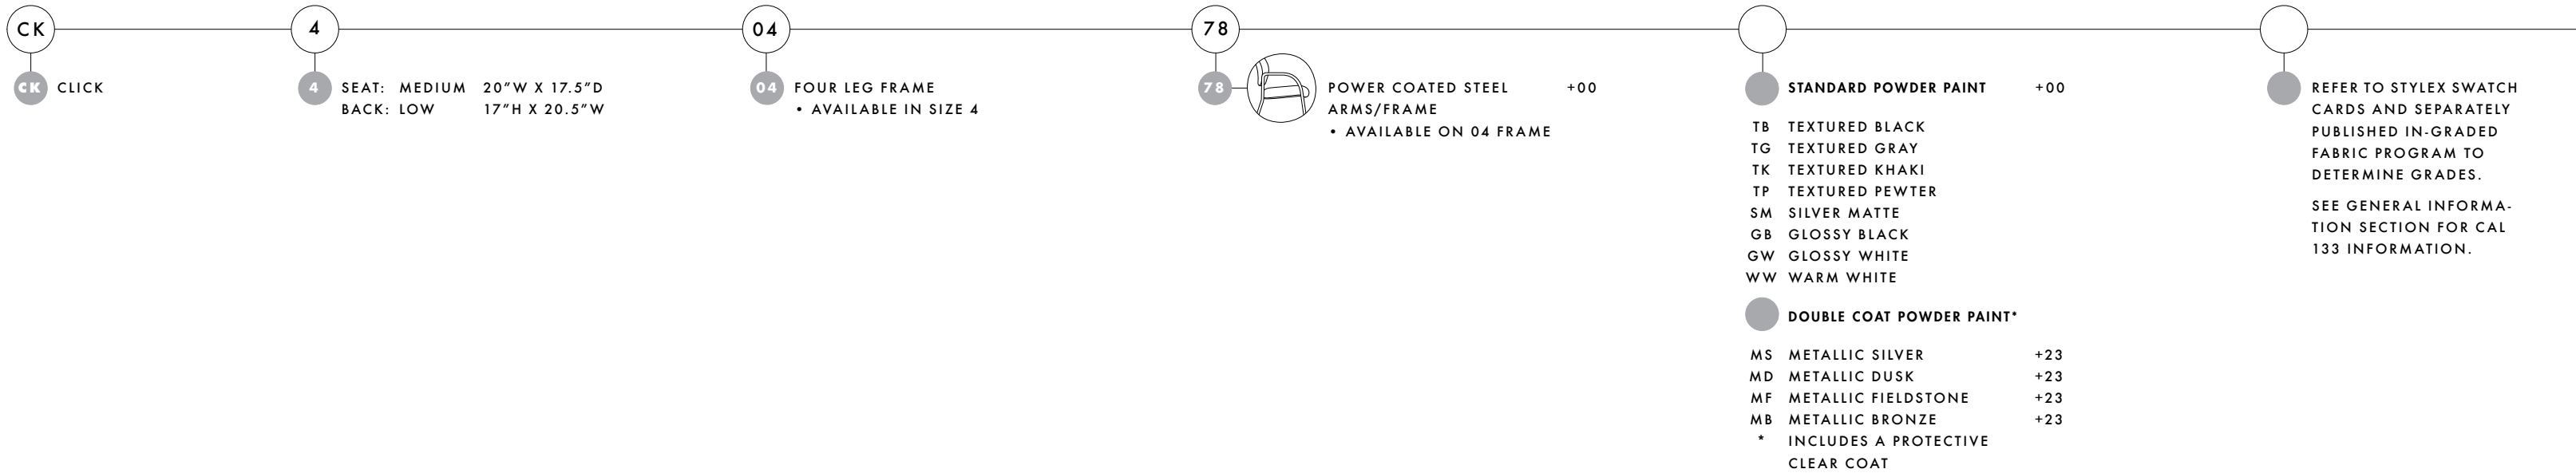 CK
4
04
78
CK CLICK
4 SEAT: MEDIUM 20"W X 17.5"D
BACK: LOW 17"H X 20.5"W
04 FOUR LEG FRAME
• AVAILABLE IN SIZE 4
78 POWER COATED STEEL +00
ARMS/FRAME
• AVAILABLE ON 04 FRAME
STANDARD POWDER PAINT +00
TB TEXTURED BLACK
TG TEXTURED GRAY
TK TEXTURED KHAKI
TP TEXTURED PEWTER
SM SILVER MATTE
GB GLOSSY BLACK
GW GLOSSY WHITE
WW WARM WHITE
DOUBLE COAT POWDER PAINT*
MS METALLIC SILVER +23
MD METALLIC DUSK +23
MF METALLIC FIELDSTONE +23
MB METALLIC BRONZE +23
* INCLUDES A PROTECTIVE
CLEAR COAT
REFER TO STYLEX SWATCH
CARDS AND SEPARATELY
PUBLISHED IN-GRADED
FABRIC PROGRAM TO
DETERMINE GRADES.
SEE GENERAL INFORMA-
TION SECTION FOR CAL
133 INFORMATION.